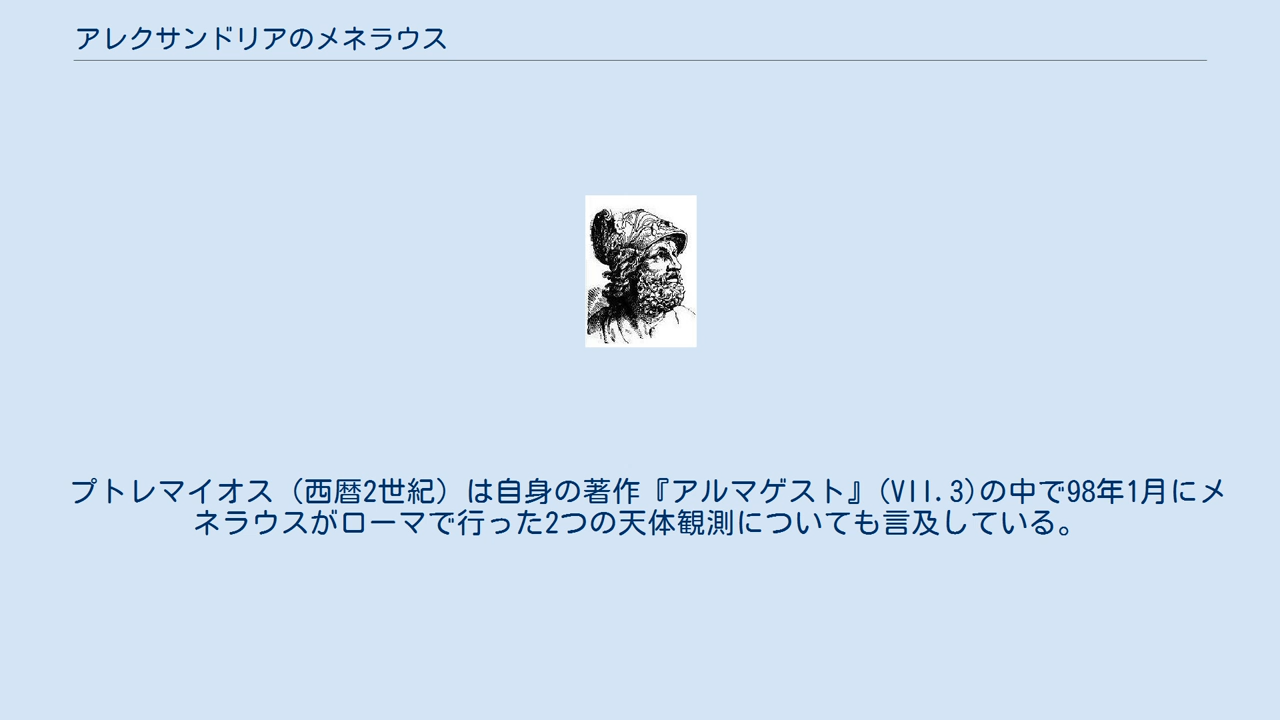 アレクサンドリアのメネラウス
プトレマイオス（西暦2世紀）は自身の著作『アルマゲスト』(VII.3)の中で98年1月にメ
ネラウスがローマで行った2つの天体観測についても言及している。